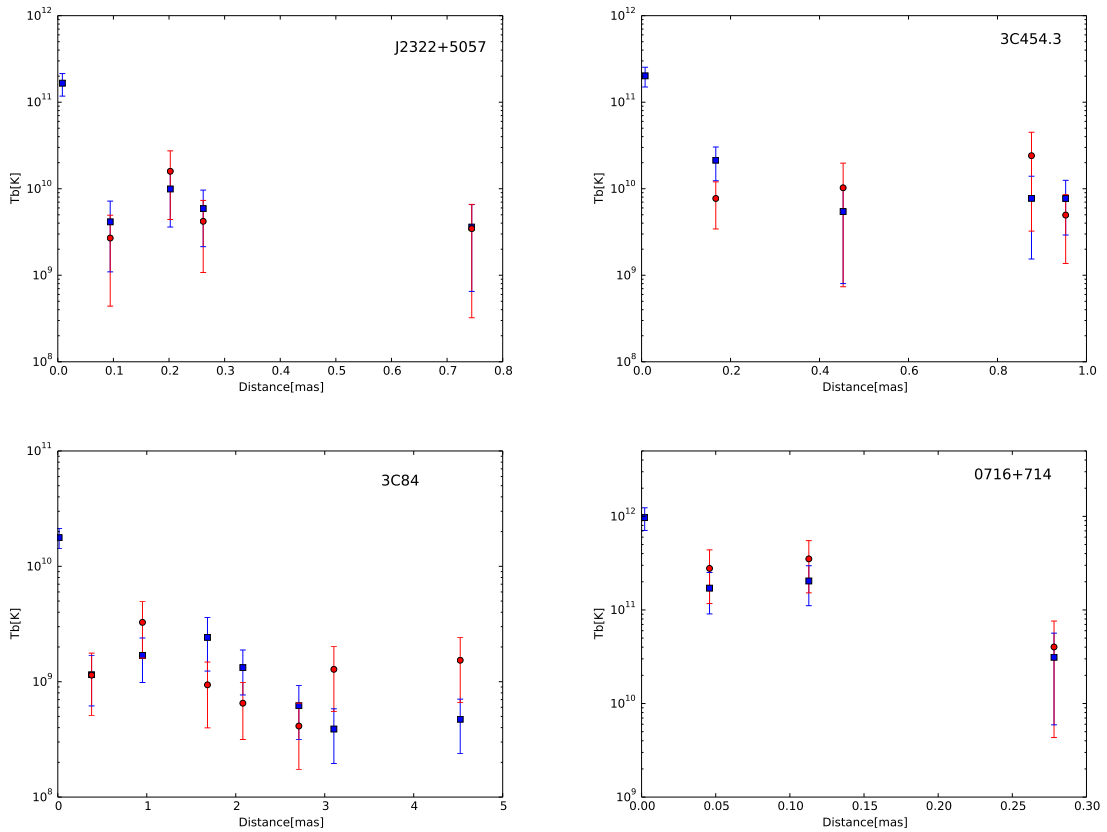 J2322+5057
Tb[K]
10^12
10^11
10^10
10^9
10^8
0.0 0.1 0.2 0.3 0.4 0.5 0.6 0.7 0.8
Distance[mas]
3C454.3
Tb[K]
10^12
10^11
10^10
10^9
10^8
0.0 0.2 0.4 0.6 0.8 1.0
Distance[mas]
3C84
Tb[K]
10^11
10^10
10^9
10^8
0 1 2 3 4 5
Distance[mas]
0716+714
Tb[K]
10^12
10^11
10^10
10^9
0.00 0.05 0.10 0.15 0.20 0.25 0.30
Distance[mas]